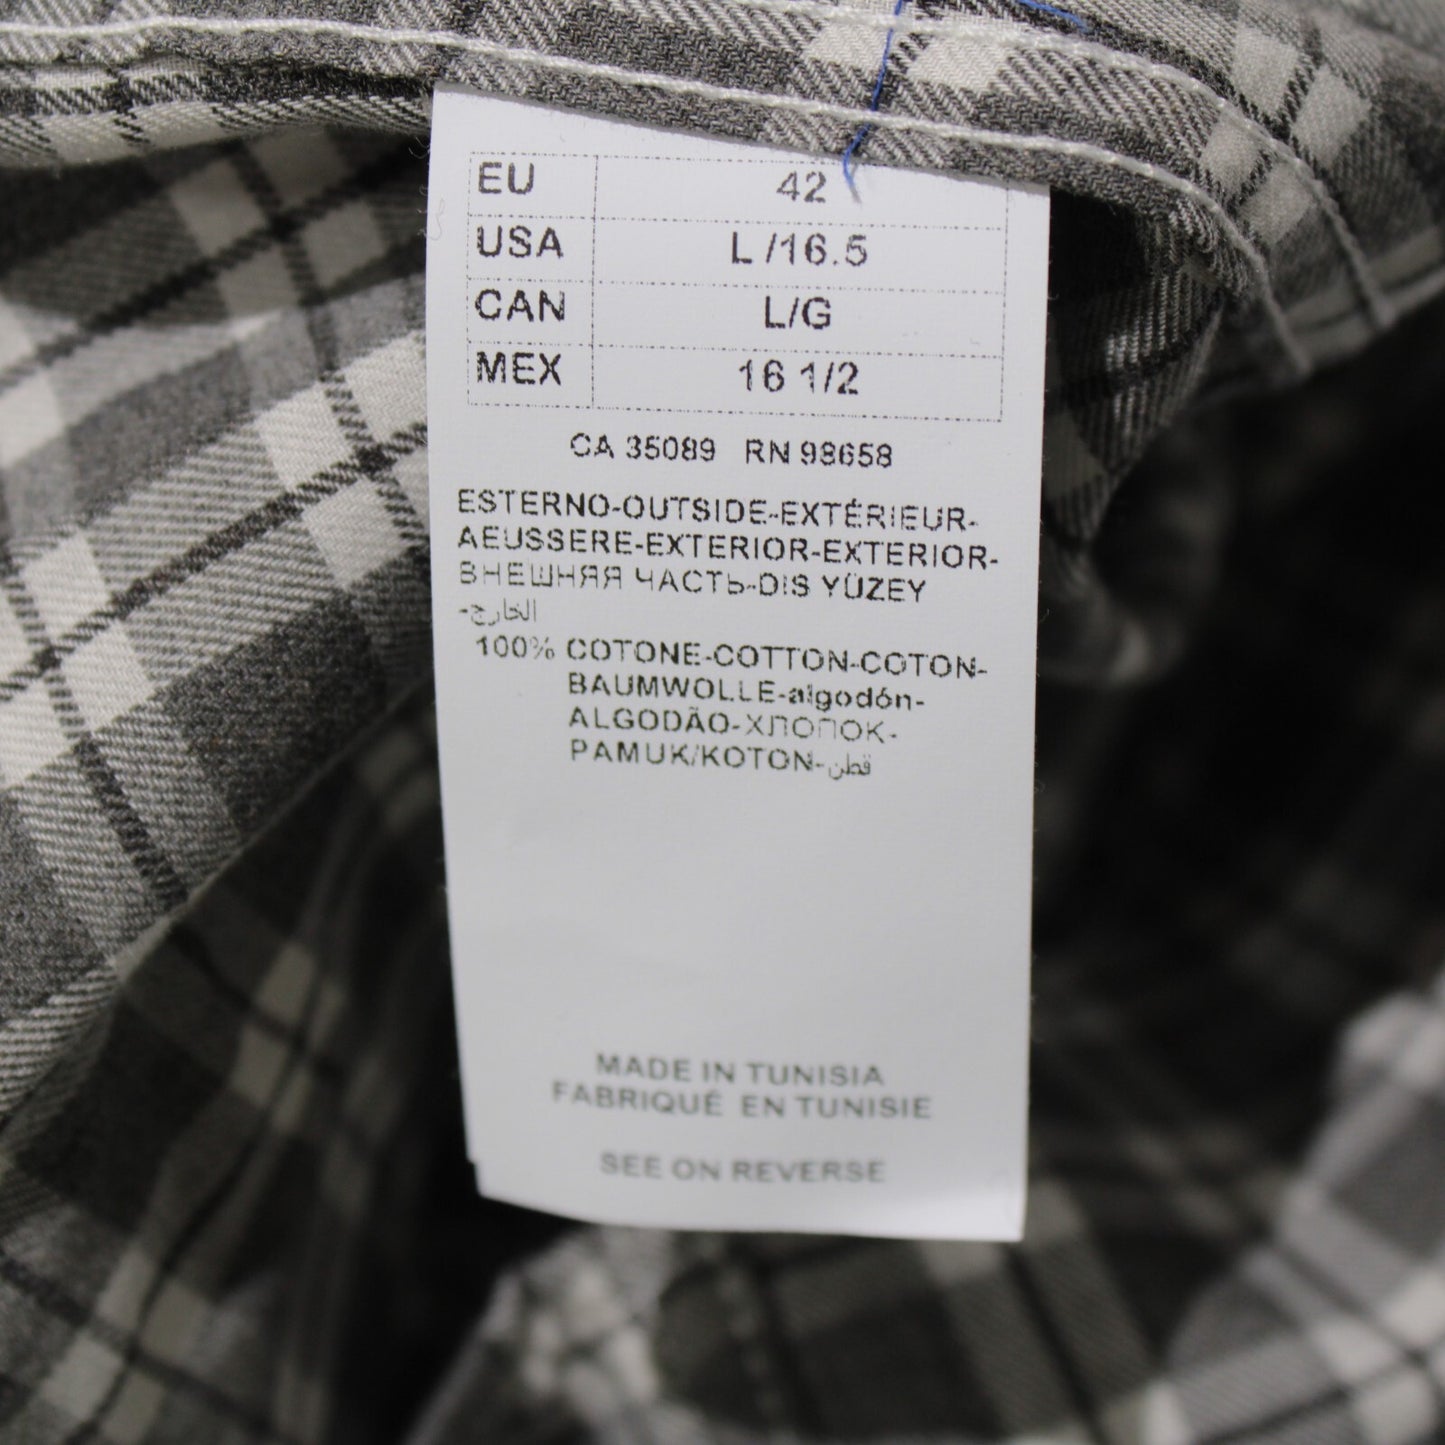 EU 42
USA L/16.5
CAN L/G
MEX 16 1/2
CA 35089 RN 98658
ESTERNO-OUTSIDE-EXTÉRIEUR-
AEUSSERE-EXTERIOR-EXTERIOR-
ВНЕШНЯЯ ЧАСТЬ-DIS YÜZEY
-الخارج
100% COTONE-COTTON-COTON-
BAUMWOLLE-algodón-
ALGODÃO-ХЛОПОК-
PAMUK/KOTON-قطن
MADE IN TUNISIA
FABRIQUÉ EN TUNISIE
SEE ON REVERSE